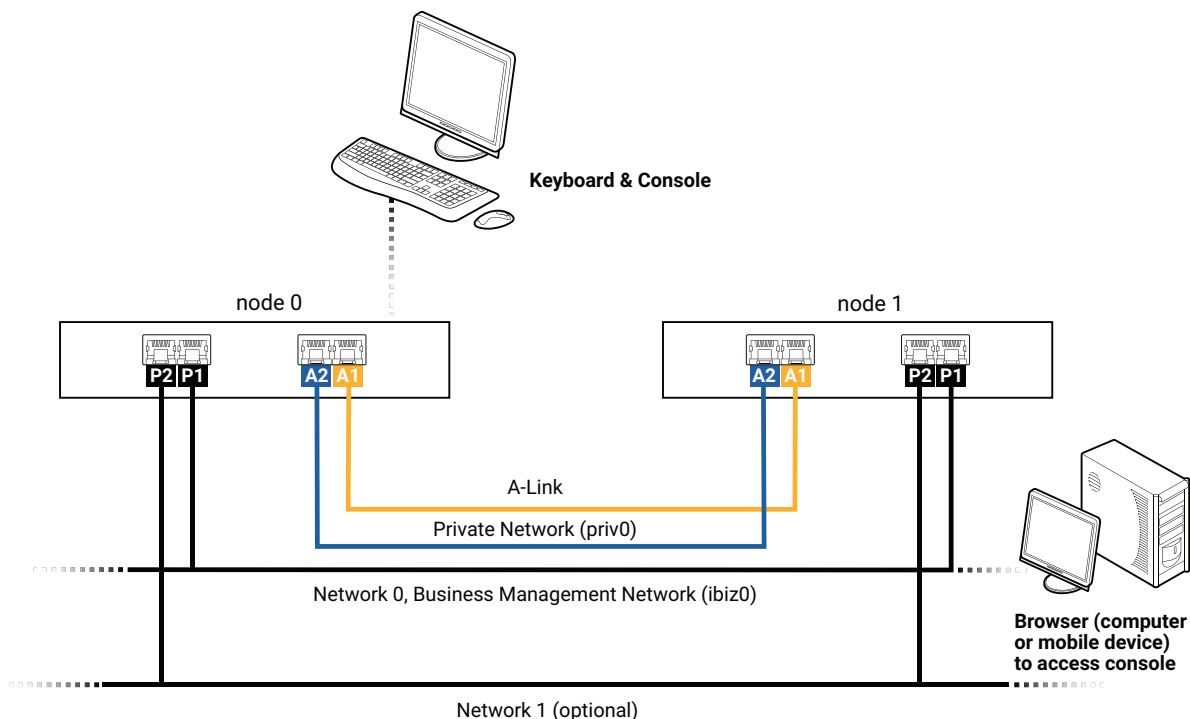 Keyboard & Console
node 0
node 1
P2 P1
A2 A1
A2 A1
P2 P1
A-Link
Private Network (priv0)
Network 0, Business Management Network (ibiz0)
Browser (computer
or mobile device)
to access console
Network 1 (optional)